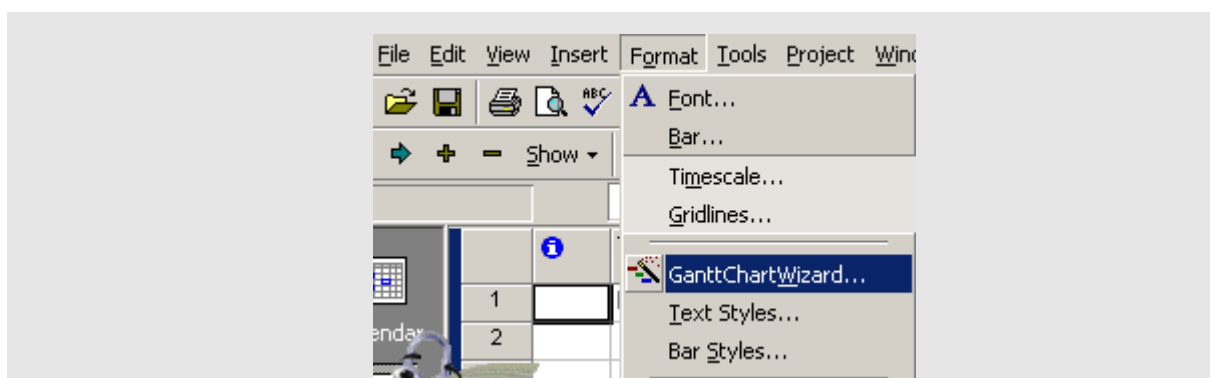 File Edit View Insert Format Tools Project
ABC A Font...
Bar...
Show
Timescale...
Gridlines...
GanttChartWizard...
1
Text Styles...
2
Bar Styles...